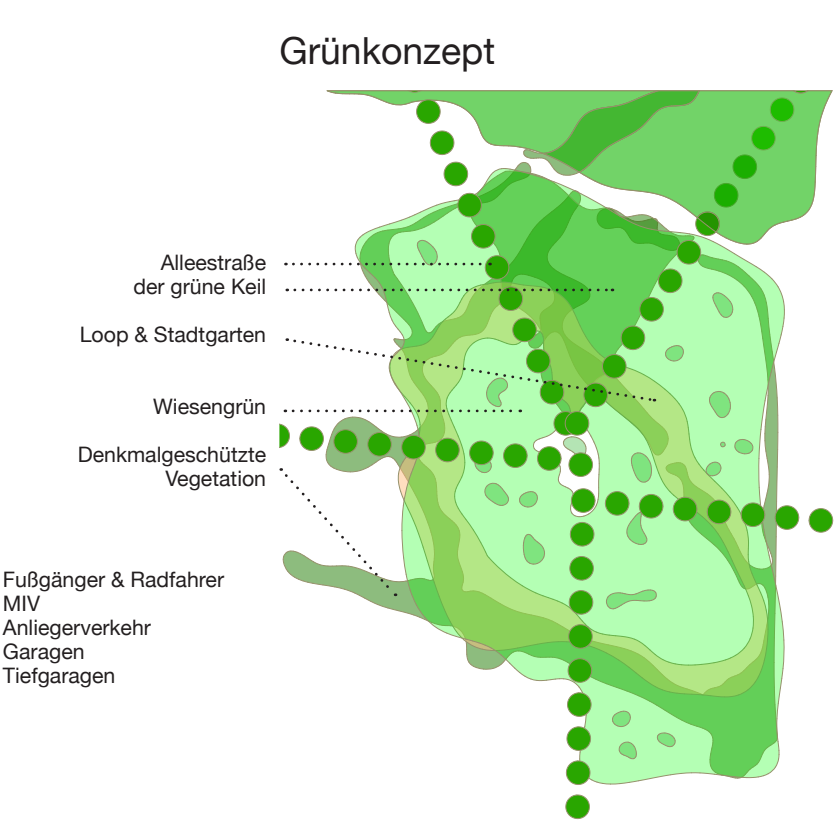 Grünkonzept
Alleestraße
der grüne Keil
Loop & Stadtgarten
Wiesengrün
Denkmalgeschützte
Vegetation
Fußgänger & Radfahrer
MIV
Anliegerverkehr
Garagen
Tiefgaragen